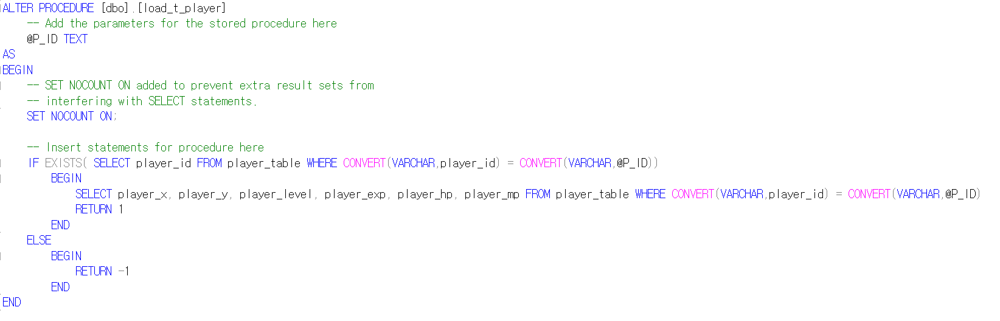 ALTER PROCEDURE [dbo].[load_t_player]
-- Add the parameters for the stored procedure here
@P_ID TEXT
AS
BEGIN
-- SET NOCOUNT ON added to prevent extra result sets from
-- interfering with SELECT statements.
SET NOCOUNT ON;
-- Insert statements for procedure here
IF EXISTS( SELECT player_id FROM player_table WHERE CONVERT(VARCHAR,player_id) = CONVERT(VARCHAR,@P_ID))
BEGIN
SELECT player_x, player_y, player_level, player_exp, player_hp, player_mp FROM player_table WHERE CONVERT(VARCHAR,player_id) = CONVERT(VARCHAR,@P_ID)
RETURN 1
END
ELSE
BEGIN
RETURN -1
END
END